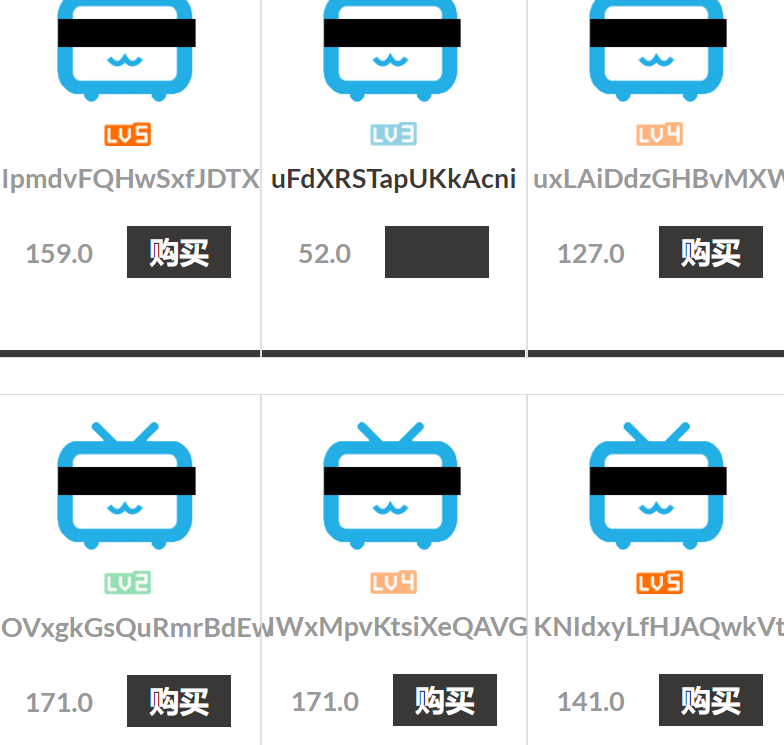 LV5 LV3 LV4
IpmdvFQHwSxfJDTX uFdXRSTapUKkAcni uxLAiDdzGHBvMXW
159.0 购买 52.0 127.0 购买
LV2 LV4 LV5
OVxgkGsQuRmrBdEw WxMpvKtsiXeQAVG KNIdxyLfHJAQwkVt
171.0 购买 171.0 购买 141.0 购买